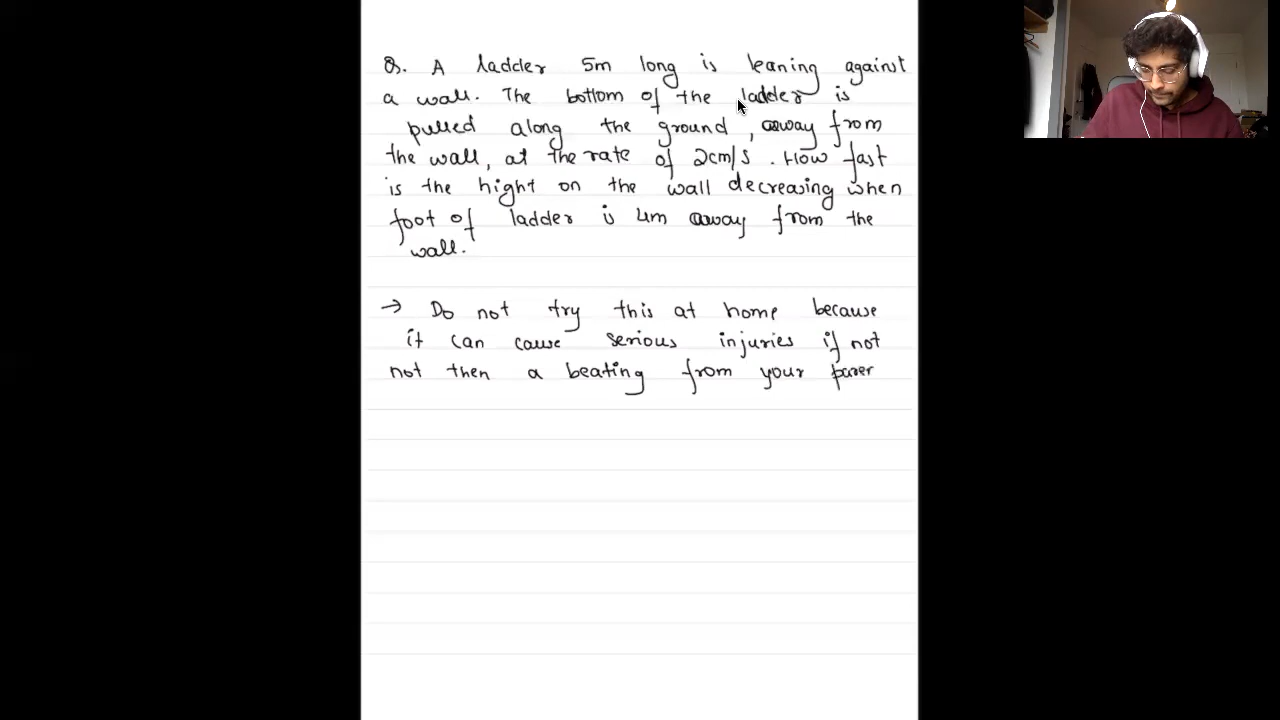 Q. A ladder 5m long is leaning against
a wall. The bottom of the ladder is
pulled along the ground, away from
the wall, at the rate of 2cm/s. How fast
is the hight on the wall decreasing when
foot of ladder is 4m away from the
wall.
→ Do not try this at home because
it can cause serious injuries if not
not then a beating from your parer